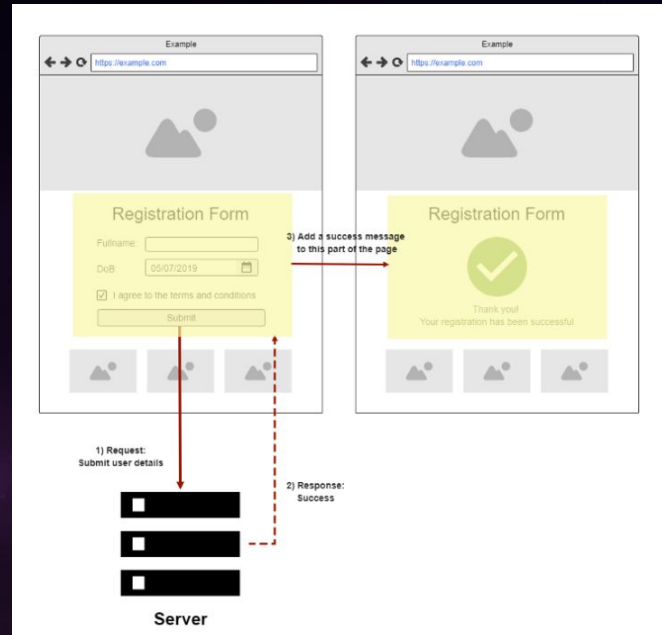 Example
https://example.com
Registration Form
Fullname:
DoB:
05/07/2019
I agree to the terms and conditions
Submit
3) Add a success message
to this part of the page
Example
https://example.com
Registration Form
Thank you!
Your registration has been successful
1) Request:
Submit user details
2) Response:
Success
Server